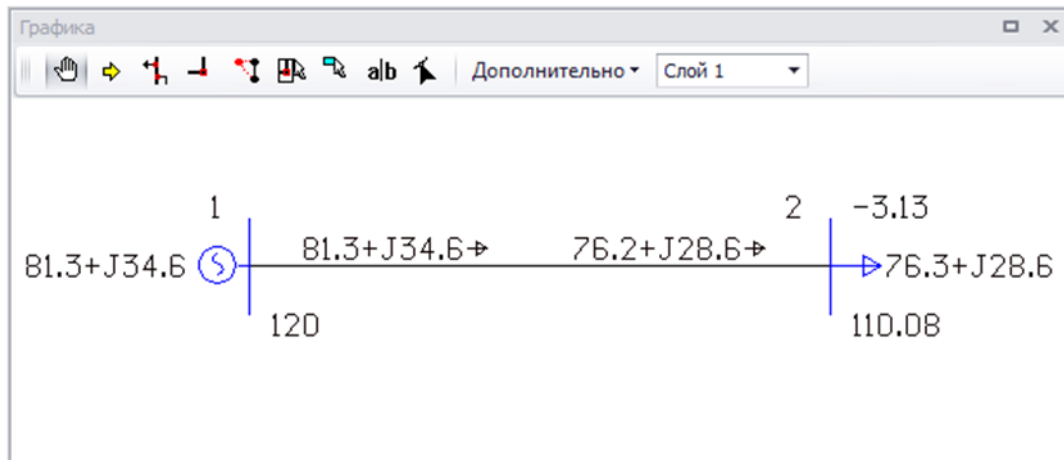 Графика
a|b Дополнительно Слой 1
1 2 -3.13
81.3+J34.6 81.3+J34.6 76.2+J28.6 76.3+J28.6
120 110.08